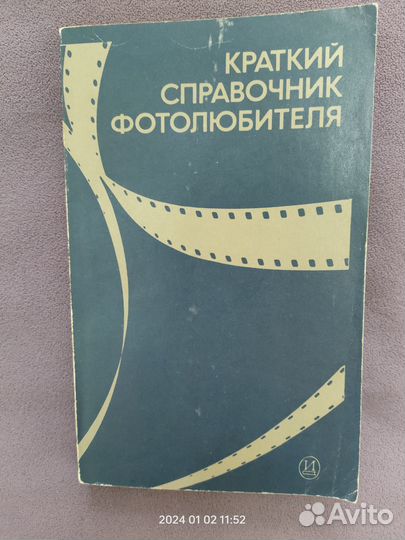 КРАТКИЙ
СПРАВОЧНИК
ФОТОЛЮБИТЕЛЯ
2024 01 02 11:52
Avito